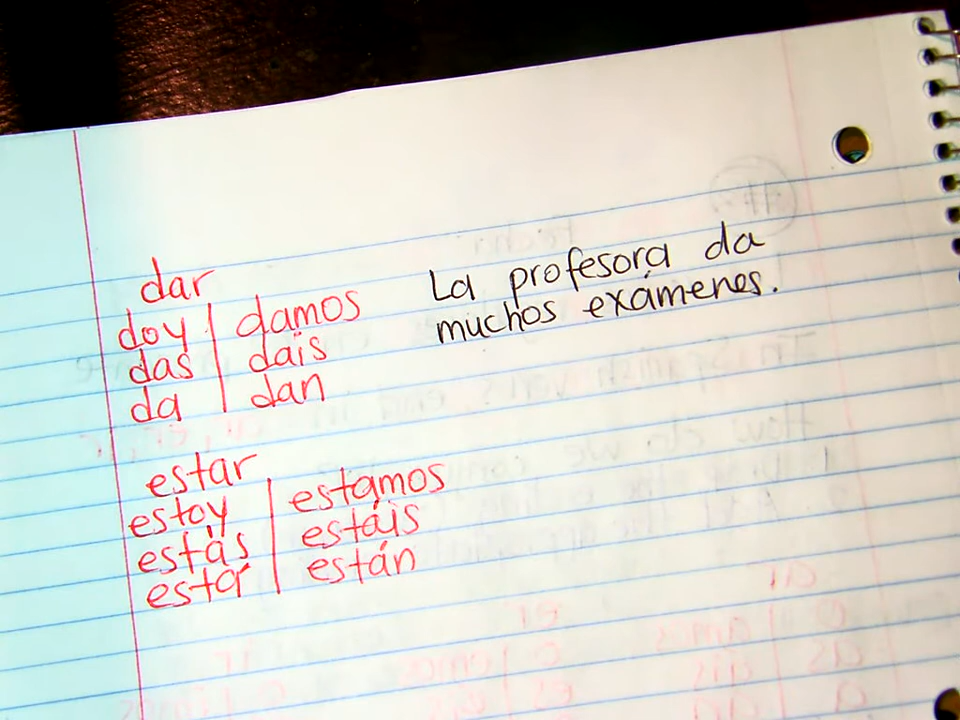 dar
doy | damos
das | dais
da | dan
La profesora da
muchos exámenes.
estar
estoy | estamos
estás | estáis
está | están